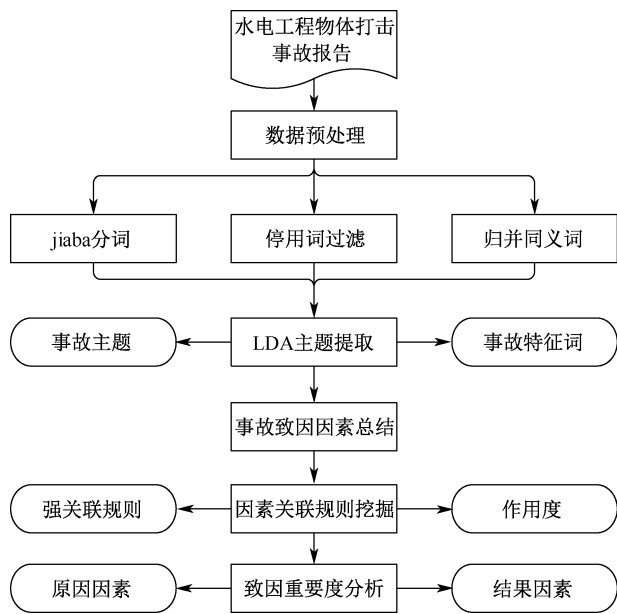 水电工程物体打击
事故报告
数据预处理
jiaba分词
停用词过滤
归并同义词
事故主题
LDA主题提取
事故特征词
事故致因因素总结
强关联规则
因素关联规则挖掘
作用度
原因因素
致因重要度分析
结果因素